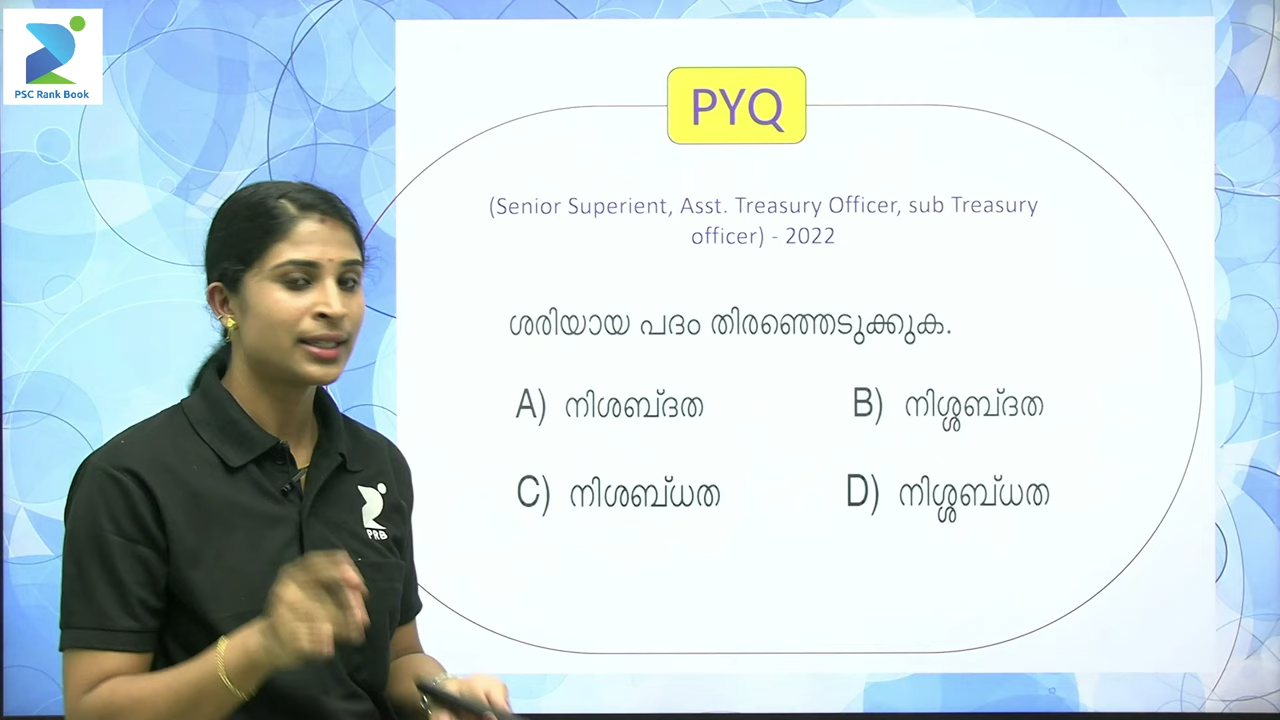 PSC Rank Book
PYQ
(Senior Superient, Asst. Treasury Officer, sub Treasury
officer) - 2022
ശരിയായ പദം തിരഞ്ഞെടുക്കുക.
A) നിശബ്ദത
B) നിശ്ശബ്ദത
C) നിശബ്ധത
D) നിശ്ശബ്ധത
PRB